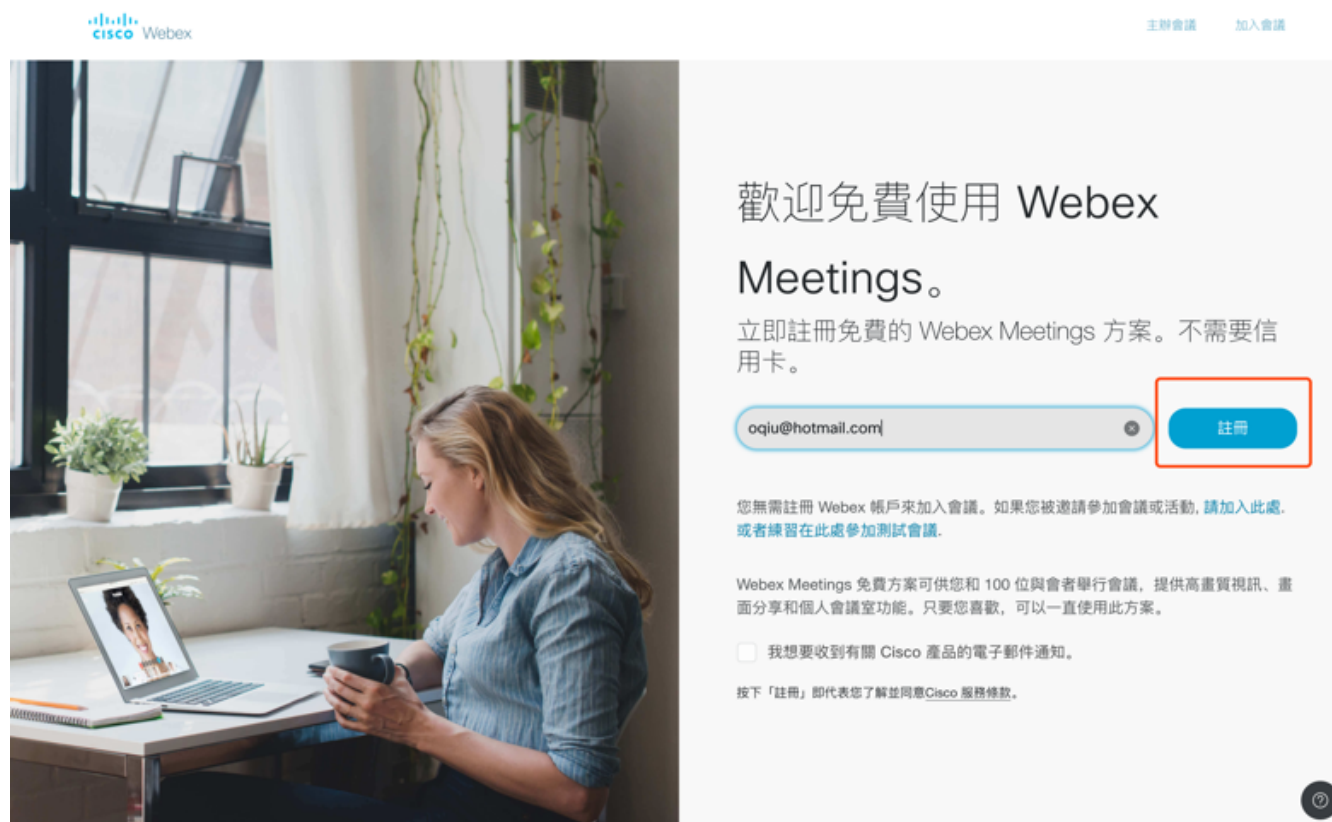 CISCO Webex
主辦會議
加入會議
歡迎免費使用 Webex
Meetings。
立即註冊免費的 Webex Meetings 方案。不需要信
用卡。
oqiu@hotmail.com
註冊
您無需註冊 Webex 帳戶來加入會議。如果您被邀請參加會議或活動, 請加入此處.
或者練習在此處參加測試會議.
Webex Meetings 免費方案可供您和 100 位與會者舉行會議，提供高畫質視訊、畫
面分享和個人會議室功能。只要您喜歡，可以一直使用此方案。
我想要收到有關 Cisco 產品的電子郵件通知。
按下「註冊」即代表您了解並同意Cisco 服務條款。